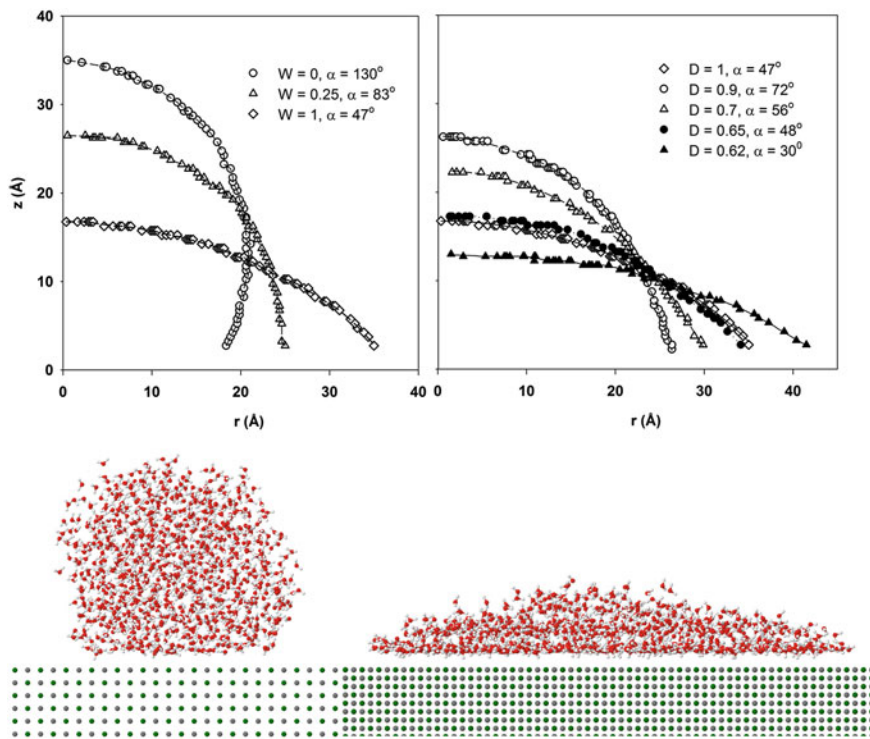 40
30
20
10
0
z (Å)
W = 0, α = 130°
W = 0.25, α = 83°
W = 1, α = 47°
0 10 20 30 40
r (Å)
D = 1, α = 47°
D = 0.9, α = 72°
D = 0.7, α = 56°
D = 0.65, α = 48°
D = 0.62, α = 30°
0 10 20 30 40
r (Å)